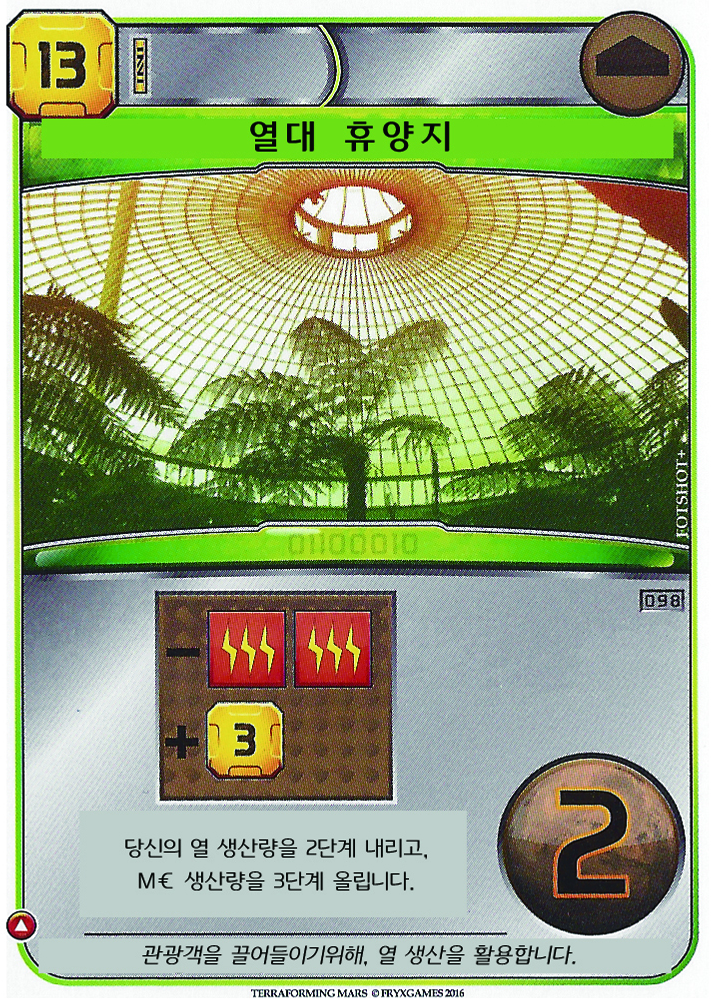 13
INST
열대 휴양지
FOTSHOT+
01100010
098
3
당신의 열 생산량을 2단계 내리고,
M€ 생산량을 3단계 올립니다.
2
관광객을 끌어들이기위해, 열 생산을 활용합니다.
TERRAFORMING MARS © FRYXGAMES 2016